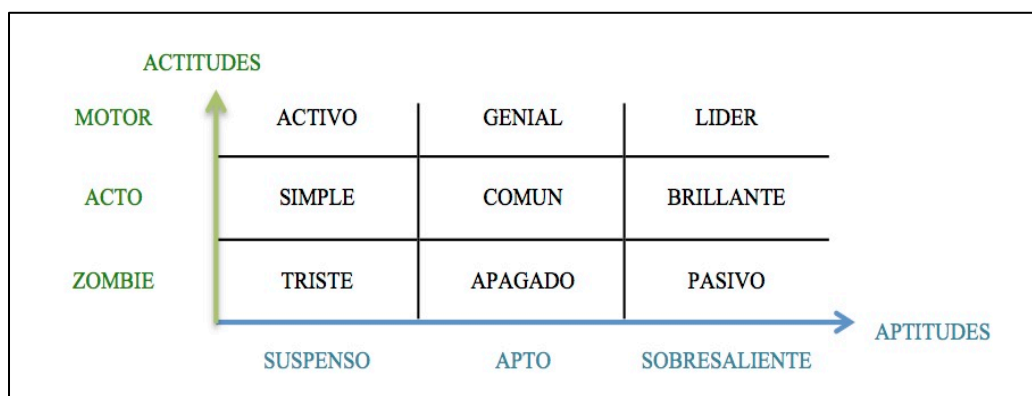 ACTITUDES
MOTOR ACTIVO GENIAL LIDER
ACTO SIMPLE COMUN BRILLANTE
ZOMBIE TRISTE APAGADO PASIVO
APTITUDES
SUSPENSO APTO SOBRESALIENTE